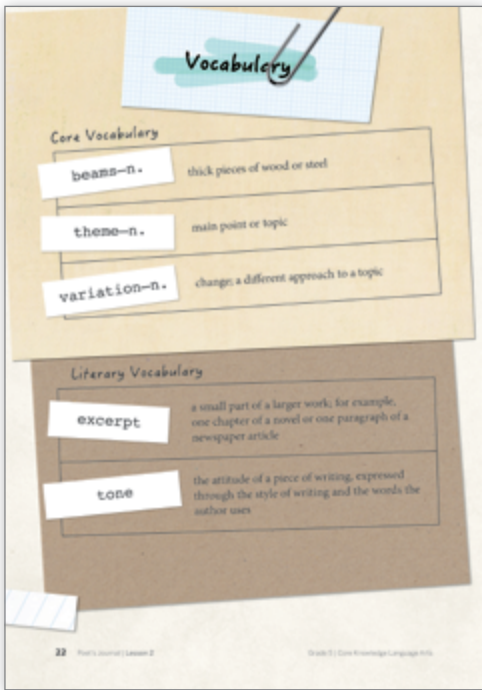 Vocabulary
Core Vocabulary
beams—n.
thick pieces of wood or steel
theme—n.
main point or topic
variation—n.
change; a different approach to a topic
Literary Vocabulary
excerpt
a small part of a larger work; for example,
one chapter of a novel or one paragraph of a
newspaper article
tone
the attitude of a piece of writing, expressed
through the style of writing and the words the
author uses
22 Poet's Journal | Lesson 2
Grade 5 | Core Knowledge Language Arts